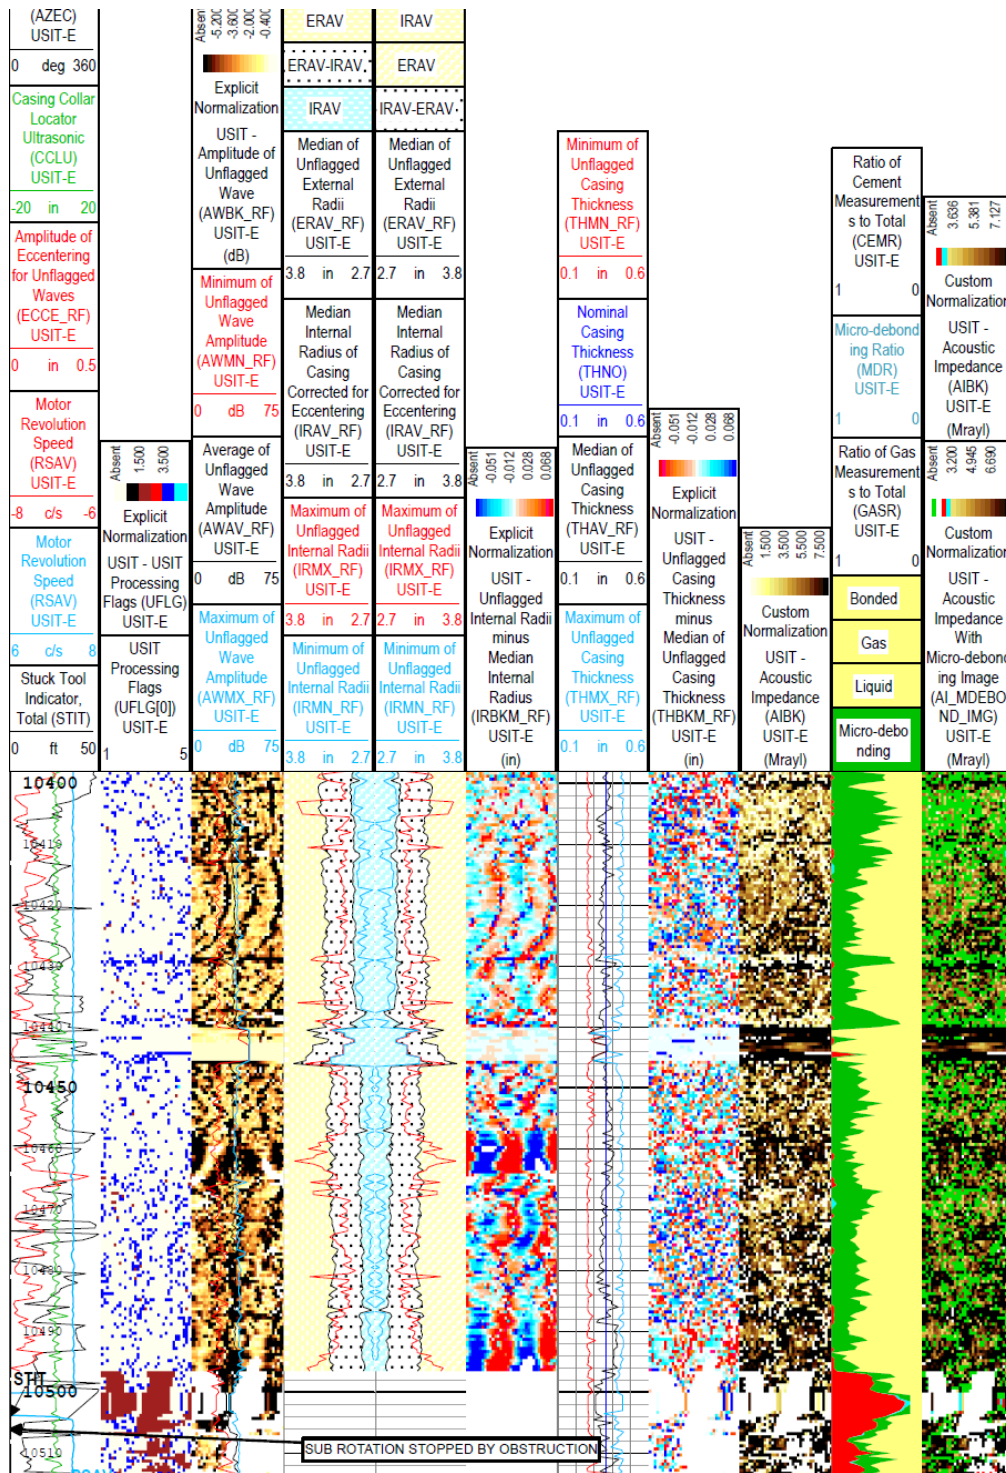 (AZEC)
USIT-E
0 deg 360
Casing Collar
Locator
Ultrasonic
(CCLU)
USIT-E
-20 in 20
Amplitude of
Eccentering
for Unflagged
Waves
(ECCE_RF)
USIT-E
0 in 0.5
Motor
Revolution
Speed
(RSAV)
USIT-E
-8 c/s -6
Motor
Revolution
Speed
(RSAV)
USIT-E
6 c/s 8
Stuck Tool
Indicator,
Total (STIT)
0 ft 50
Absent
1.500
3.500
Explicit
Normalization
USIT - USIT
Processing
Flags (UFLG)
USIT-E
USIT
Processing
Flags
(UFLG[0])
USIT-E
1 5
Absent
-5.200
-3.600
-2.000
-0.400
Explicit
Normalization
USIT -
Amplitude of
Unflagged
Wave
(AWBK_RF)
USIT-E
(dB)
Minimum of
Unflagged
Wave
Amplitude
(AWMN_RF)
USIT-E
0 dB 75
Average of
Unflagged
Wave
Amplitude
(AWAV_RF)
USIT-E
0 dB 75
Maximum of
Unflagged
Wave
Amplitude
(AWMX_RF)
USIT-E
0 dB 75
ERAV
ERAV-IRAV
IRAV
Median of
Unflagged
External
Radii
(ERAV_RF)
USIT-E
3.8 in 2.7
Median
Internal
Radius of
Casing
Corrected for
Eccentering
(IRAV_RF)
USIT-E
3.8 in 2.7
Maximum of
Unflagged
Internal Radii
(IRMX_RF)
USIT-E
3.8 in 2.7
Minimum of
Unflagged
Internal Radii
(IRMN_RF)
USIT-E
3.8 in 2.7
IRAV
ERAV
IRAV-ERAV
Median of
Unflagged
External
Radii
(ERAV_RF)
USIT-E
2.7 in 3.8
Median
Internal
Radius of
Casing
Corrected for
Eccentering
(IRAV_RF)
USIT-E
2.7 in 3.8
Maximum of
Unflagged
Internal Radii
(IRMX_RF)
USIT-E
2.7 in 3.8
Minimum of
Unflagged
Internal Radii
(IRMN_RF)
USIT-E
2.7 in 3.8
Absent
-0.051
-0.012
0.028
0.068
Explicit
Normalization
USIT -
Unflagged
Internal Radii
minus
Median
Internal
Radius
(IRBKM_RF)
USIT-E
(in)
Minimum of
Unflagged
Casing
Thickness
(THMN_RF)
USIT-E
0.1 in 0.6
Nominal
Casing
Thickness
(THNO)
USIT-E
0.1 in 0.6
Median of
Unflagged
Casing
Thickness
(THAV_RF)
USIT-E
0.1 in 0.6
Maximum of
Unflagged
Casing
Thickness
(THMX_RF)
USIT-E
0.1 in 0.6
Absent
-0.051
-0.012
0.028
0.068
Explicit
Normalization
USIT -
Unflagged
Casing
Thickness
minus
Median of
Unflagged
Casing
Thickness
(THBKM_RF)
USIT-E
(in)
Absent
1.500
3.500
5.500
7.500
Custom
Normalization
USIT -
Acoustic
Impedance
(AIBK)
USIT-E
(Mrayl)
Ratio of
Cement
Measurement
s to Total
(CEMR)
USIT-E
1 0
Micro-debond
ing Ratio
(MDR)
USIT-E
1 0
Ratio of Gas
Measurement
s to Total
(GASR)
USIT-E
1 0
Bonded
Gas
Liquid
Micro-debo
nding
Absent
3.636
5.381
7.127
Custom
Normalization
USIT -
Acoustic
Impedance
(AIBK)
USIT-E
(Mrayl)
Absent
3.200
4.945
6.690
Custom
Normalization
USIT -
Acoustic
Impedance
With
Micro-debond
ing Image
(AI_MDEBO
ND_IMG)
USIT-E
(Mrayl)
10400
10410
10420
10430
10440
10450
10460
10470
10480
10490
STIT
10500
SUB ROTATION STOPPED BY OBSTRUCTION
10510